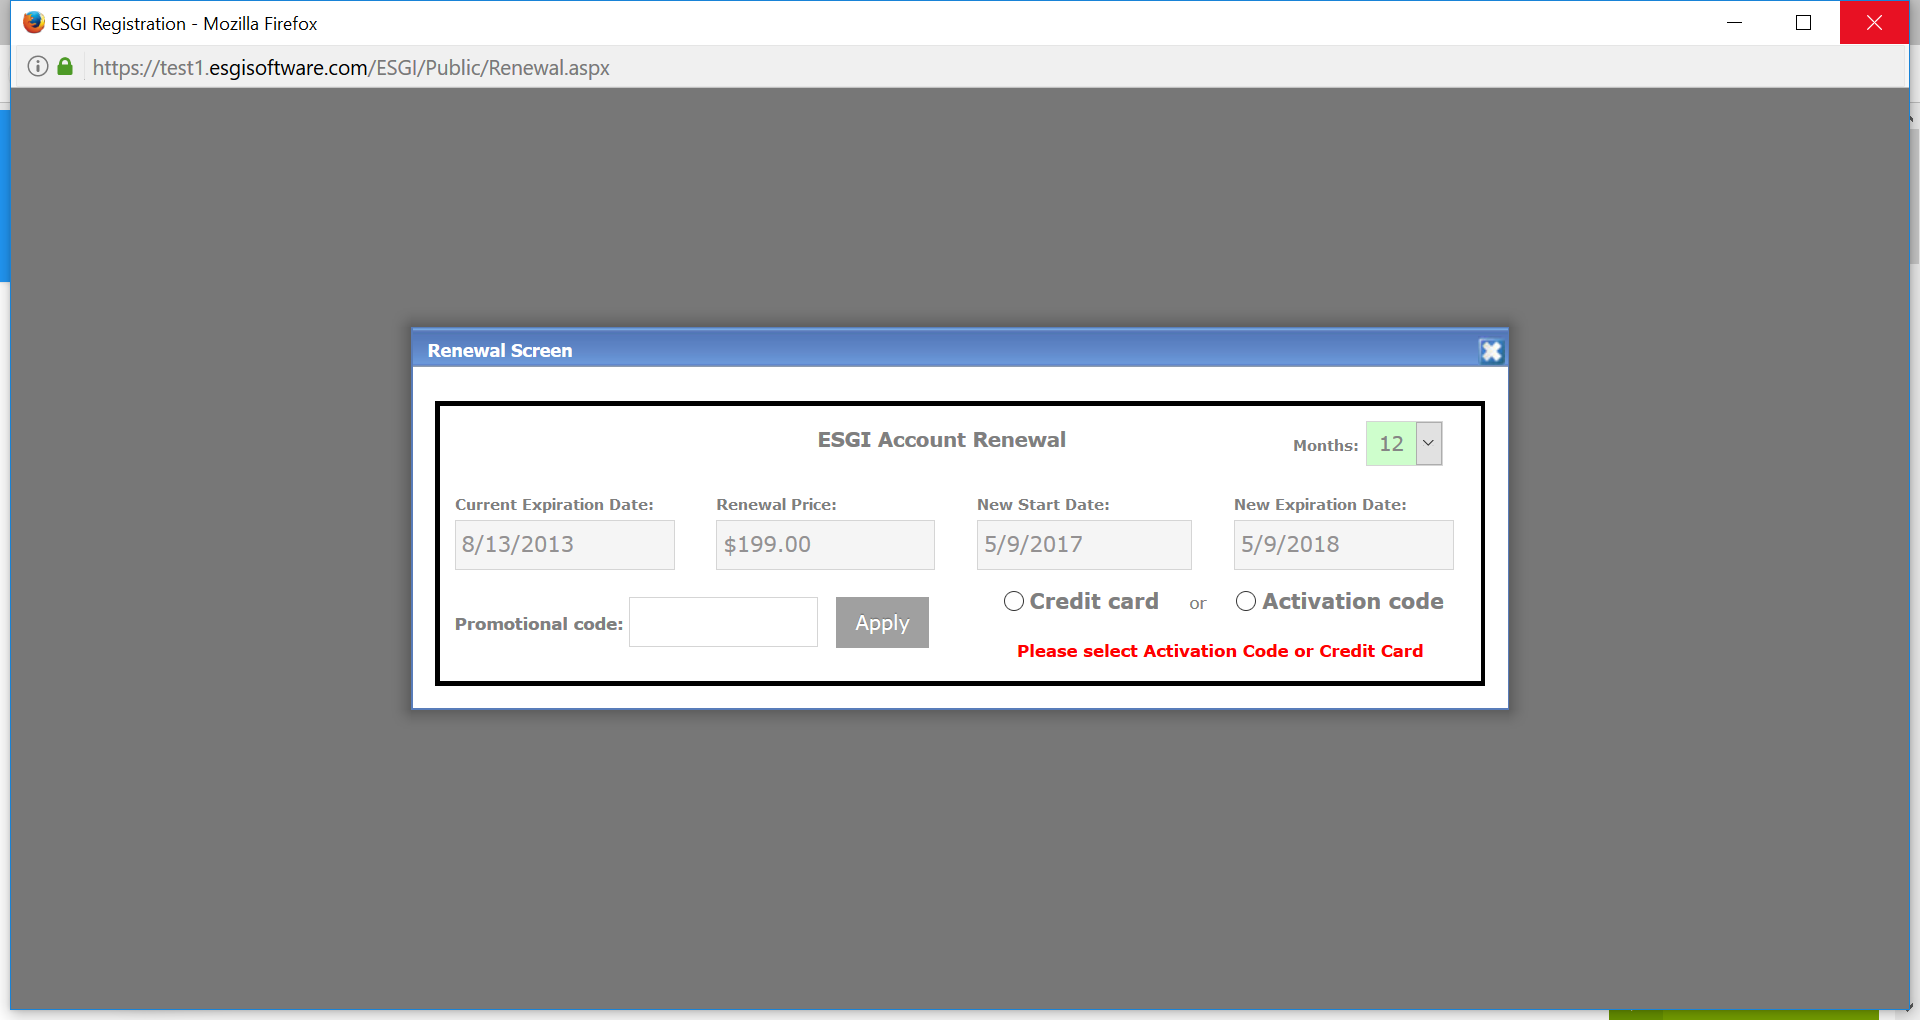 ESGI Registration - Mozilla Firefox
https://test1.esgisoftware.com/ESGI/Public/Renewal.aspx
Renewal Screen
ESGI Account Renewal
Months: 12
Current Expiration Date: Renewal Price: New Start Date: New Expiration Date:
8/13/2013 $199.00 5/9/2017 5/9/2018
Credit card or Activation code
Promotional code: Apply
Please select Activation Code or Credit Card